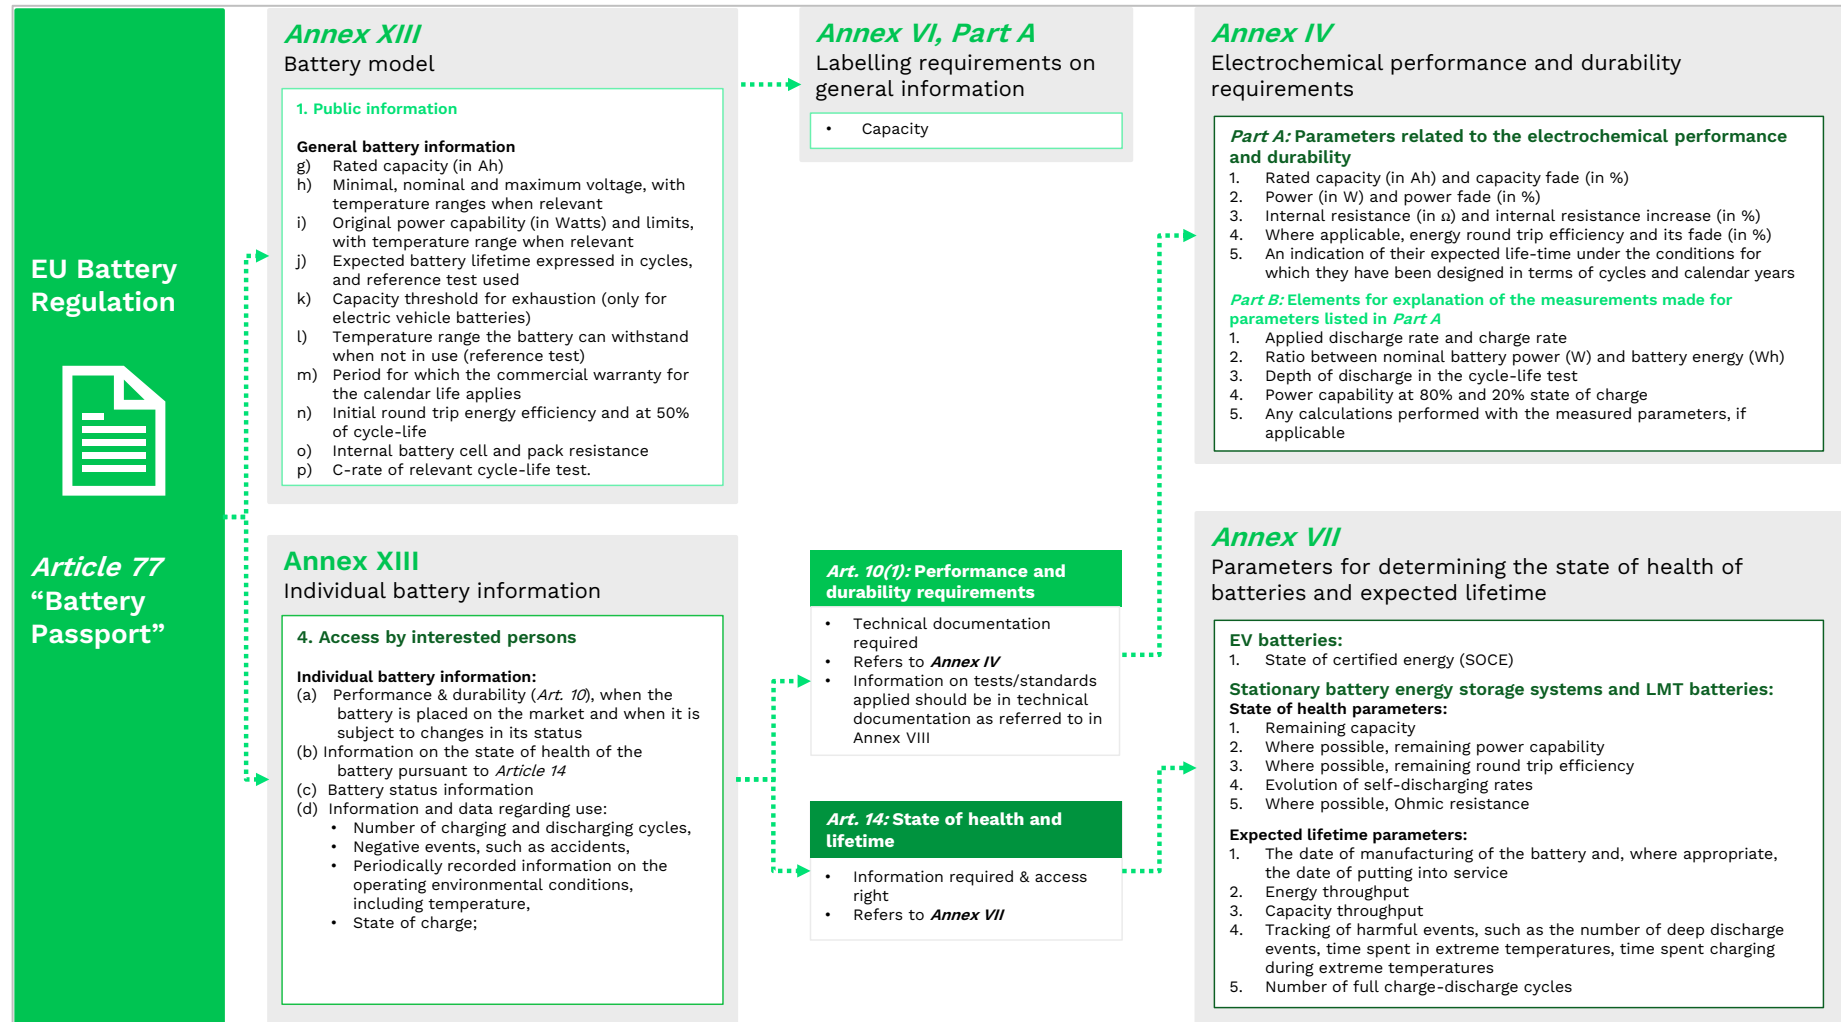 EU Battery
Regulation
Article 77
“Battery
Passport”
Annex XIII
Battery model
1. Public information
General battery information
g) Rated capacity (in Ah)
h) Minimal, nominal and maximum voltage, with
temperature ranges when relevant
i) Original power capability (in Watts) and limits,
with temperature range when relevant
j) Expected battery lifetime expressed in cycles,
and reference test used
k) Capacity threshold for exhaustion (only for
electric vehicle batteries)
l) Temperature range the battery can withstand
when not in use (reference test)
m) Period for which the commercial warranty for
the calendar life applies
n) Initial round trip energy efficiency and at 50%
of cycle-life
o) Internal battery cell and pack resistance
p) C-rate of relevant cycle-life test.
Annex XIII
Individual battery information
4. Access by interested persons
Individual battery information:
(a) Performance & durability (Art. 10), when the
battery is placed on the market and when it is
subject to changes in its status
(b) Information on the state of health of the
battery pursuant to Article 14
(c) Battery status information
(d) Information and data regarding use:
• Number of charging and discharging cycles,
• Negative events, such as accidents,
• Periodically recorded information on the
operating environmental conditions,
including temperature,
• State of charge;
Annex VI, Part A
Labelling requirements on
general information
• Capacity
Art. 10(1): Performance and
durability requirements
• Technical documentation
required
• Refers to Annex IV
• Information on tests/standards
applied should be in technical
documentation as referred to in
Annex VIII
Art. 14: State of health and
lifetime
• Information required & access
right
• Refers to Annex VII
Annex IV
Electrochemical performance and durability
requirements
Part A: Parameters related to the electrochemical performance
and durability
1. Rated capacity (in Ah) and capacity fade (in %)
2. Power (in W) and power fade (in %)
3. Internal resistance (in Ω) and internal resistance increase (in %)
4. Where applicable, energy round trip efficiency and its fade (in %)
5. An indication of their expected life-time under the conditions for
which they have been designed in terms of cycles and calendar years
Part B: Elements for explanation of the measurements made for
parameters listed in Part A
1. Applied discharge rate and charge rate
2. Ratio between nominal battery power (W) and battery energy (Wh)
3. Depth of discharge in the cycle-life test
4. Power capability at 80% and 20% state of charge
5. Any calculations performed with the measured parameters, if
applicable
Annex VII
Parameters for determining the state of health of
batteries and expected lifetime
EV batteries:
1. State of certified energy (SOCE)
Stationary battery energy storage systems and LMT batteries:
State of health parameters:
1. Remaining capacity
2. Where possible, remaining power capability
3. Where possible, remaining round trip efficiency
4. Evolution of self-discharging rates
5. Where possible, Ohmic resistance
Expected lifetime parameters:
1. The date of manufacturing of the battery and, where appropriate,
the date of putting into service
2. Energy throughput
3. Capacity throughput
4. Tracking of harmful events, such as the number of deep discharge
events, time spent in extreme temperatures, time spent charging
during extreme temperatures
5. Number of full charge-discharge cycles